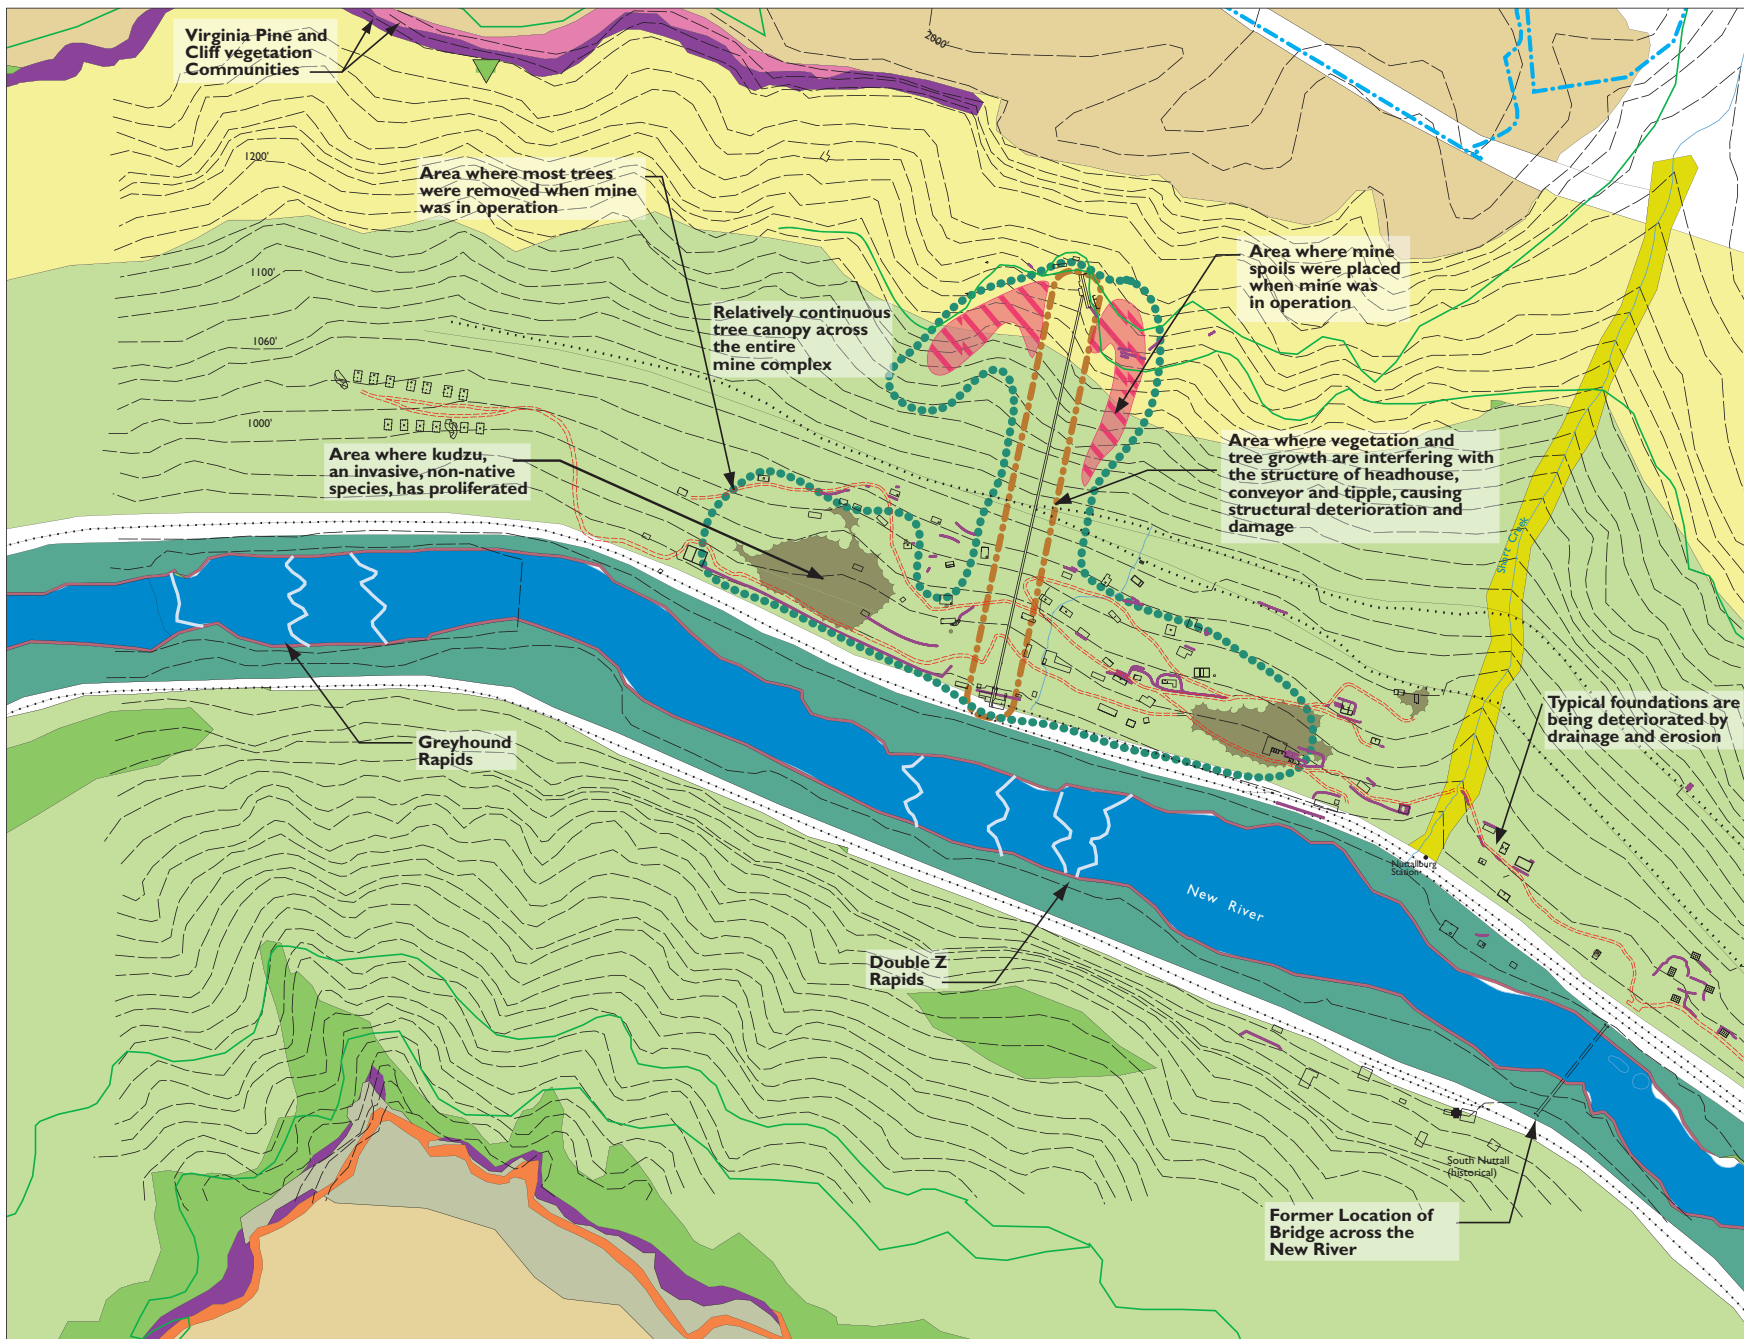 Virginia Pine and
Cliff vegetation
Communities
2000'
1200'
Area where most trees
were removed when mine
was in operation
1100'
Area where mine
spoils were placed
when mine was
in operation
Relatively continuous
tree canopy across
the entire
mine complex
1060'
1000'
Area where kudzu,
an invasive, non-native
species, has proliferated
Area where vegetation and
tree growth are interfering with
the structure of headhouse,
conveyor and tipple, causing
structural deterioration and
damage
Short Creek
Typical foundations are
being deteriorated by
drainage and erosion
Greyhound
Rapids
Nuttallburg
Station
New River
Double Z
Rapids
South Nuttall
(historical)
Former Location of
Bridge across the
New River